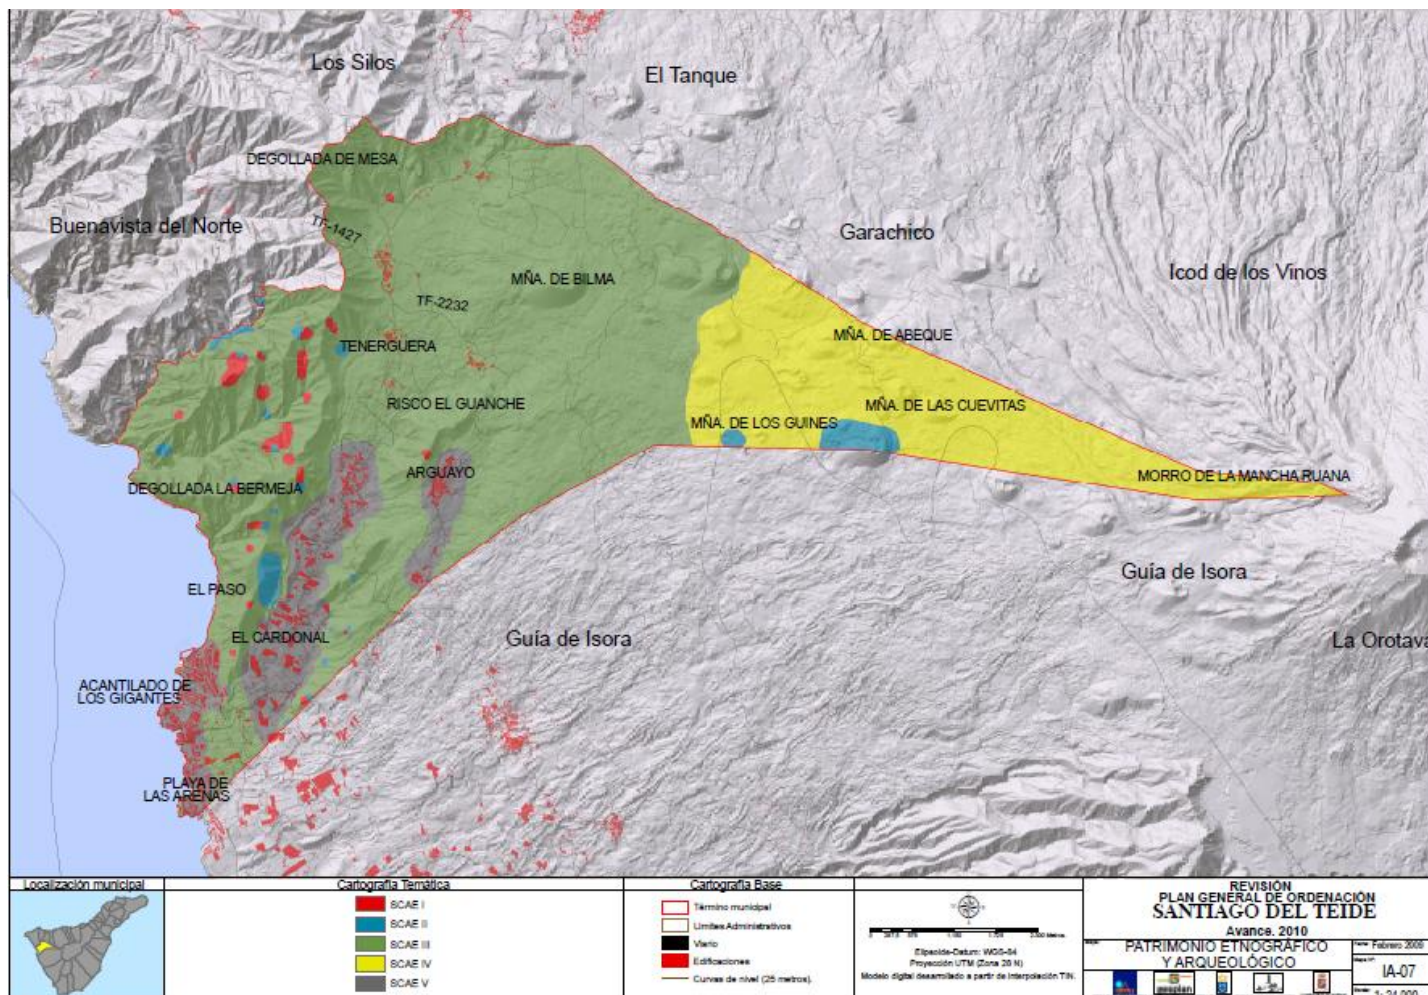 Los Silos
El Tanque
DEGOLLADA DE MESA
Buenavista del Norte
TF-1427
Garachico
Icod de los Vinos
MÑA. DE BILMA
TF-2232
TENERGUERA
MÑA. DE ABEQUE
RISCO EL GUANCHE
MÑA. DE LAS CUEVITAS
MÑA. DE LOS GUINES
ARGUAYO
DEGOLLADA LA BERMEJA
MORRO DE LA MANCHA RUANA
EL PASO
Guía de Isora
EL CARDONAL
Guía de Isora
La Orotava
ACANTILADO DE
LOS GIGANTES
PLAYA DE
LAS ARENAS
Localización municipal
Cartografía Temática
SCAE I
SCAE II
SCAE III
SCAE IV
SCAE V
Cartografía Base
Término municipal
Limites Administrativos
Viario
Edificaciones
Curvas de nivel (25 metros).
Elipsoide-Datum: WGS-84
Proyección UTM (Zona 28 N)
Modelo digital desarrollado a partir de interpolación TIN.
REVISIÓN
PLAN GENERAL DE ORDENACIÓN
SANTIAGO DEL TEIDE
Avance. 2010
PATRIMONIO ETNOGRÁFICO
Y ARQUEOLÓGICO
Febrero 2009
IA-07